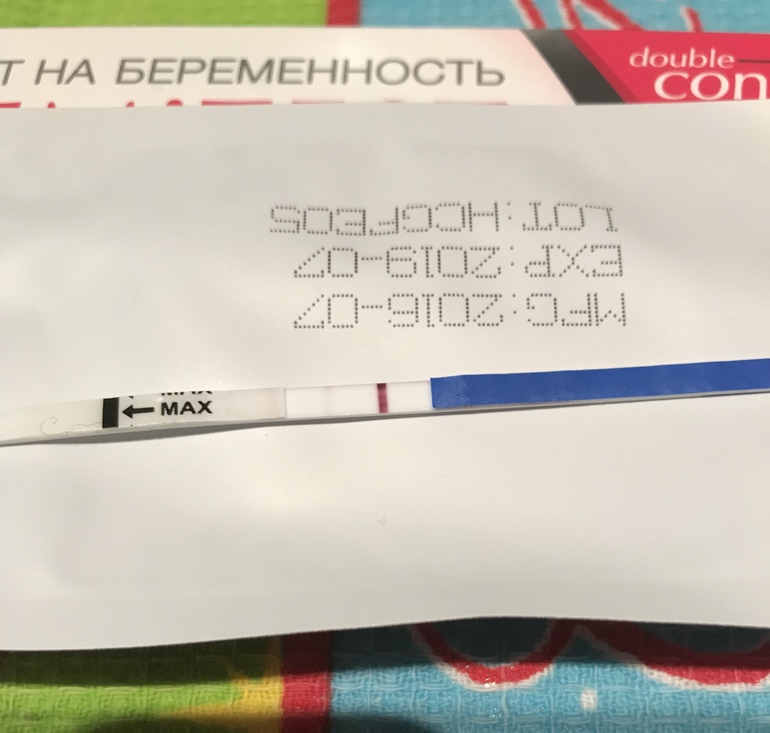 Т НА БЕРЕМЕННОСТЬ
double
con
MFG:2016-07
EXP:2019-07
LOT:HCGFE05
MAX